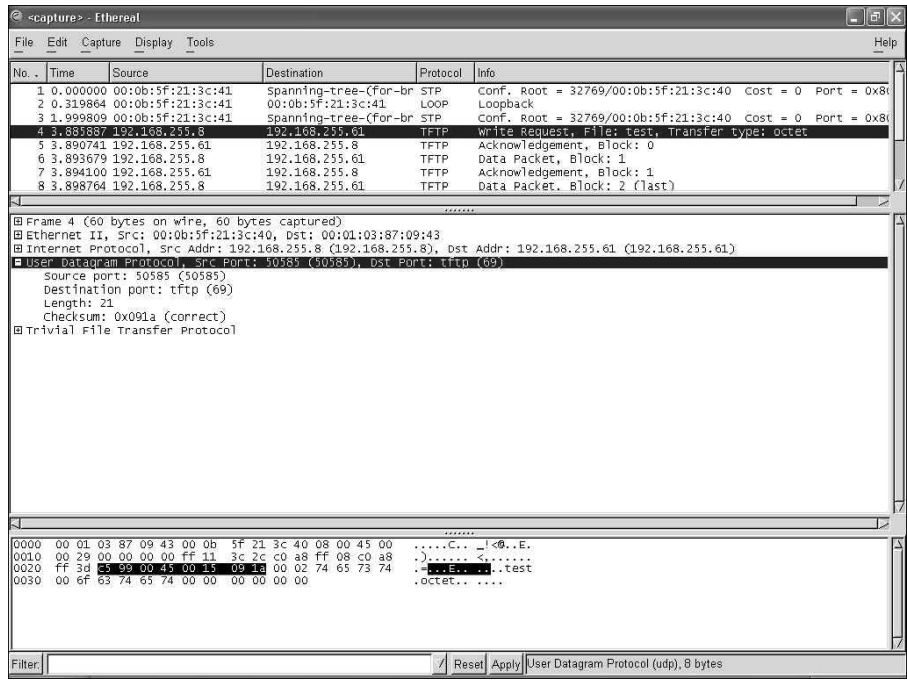 <capture> - Ethereal
File Edit Capture Display Tools Help
No. . Time Source Destination Protocol Info
1 0.000000 00:0b:5f:21:3c:41 Spanning-tree-(for-br STP Conf. Root = 32769/00:0b:5f:21:3c:40 Cost = 0 Port = 0x80
2 0.319864 00:0b:5f:21:3c:41 00:0b:5f:21:3c:41 LOOP Loopback
3 1.999809 00:0b:5f:21:3c:41 Spanning-tree-(for-br STP Conf. Root = 32769/00:0b:5f:21:3c:40 Cost = 0 Port = 0x80
4 3.885887 192.168.255.8 192.168.255.61 TFTP Write Request, File: test, Transfer type: octet
5 3.890741 192.168.255.61 192.168.255.8 TFTP Acknowledgement, Block: 0
6 3.893679 192.168.255.8 192.168.255.61 TFTP Data Packet, Block: 1
7 3.894100 192.168.255.61 192.168.255.8 TFTP Acknowledgement, Block: 1
8 3.898764 192.168.255.8 192.168.255.61 TFTP Data Packet. Block: 2 (last)
Frame 4 (60 bytes on wire, 60 bytes captured)
Ethernet II, Src: 00:0b:5f:21:3c:40, Dst: 00:01:03:87:09:43
Internet Protocol, Src Addr: 192.168.255.8 (192.168.255.8), Dst Addr: 192.168.255.61 (192.168.255.61)
User Datagram Protocol, Src Port: 50585 (50585), Dst Port: tftp (69)
Source port: 50585 (50585)
Destination port: tftp (69)
Length: 21
Checksum: 0x091a (correct)
Trivial File Transfer Protocol
0000 00 01 03 87 09 43 00 0b 5f 21 3c 40 08 00 45 00 .....C.. _!<@..E.
0010 00 29 00 00 00 00 ff 11 3c 2c c0 a8 ff 08 c0 a8 .)...... <,......
0020 ff 3d c5 99 00 45 00 15 09 1a 00 02 74 65 73 74 .=...E.. ....test
0030 00 6f 63 74 65 74 00 00 00 00 00 00 .octet.. ....
Filter: / Reset Apply User Datagram Protocol (udp), 8 bytes